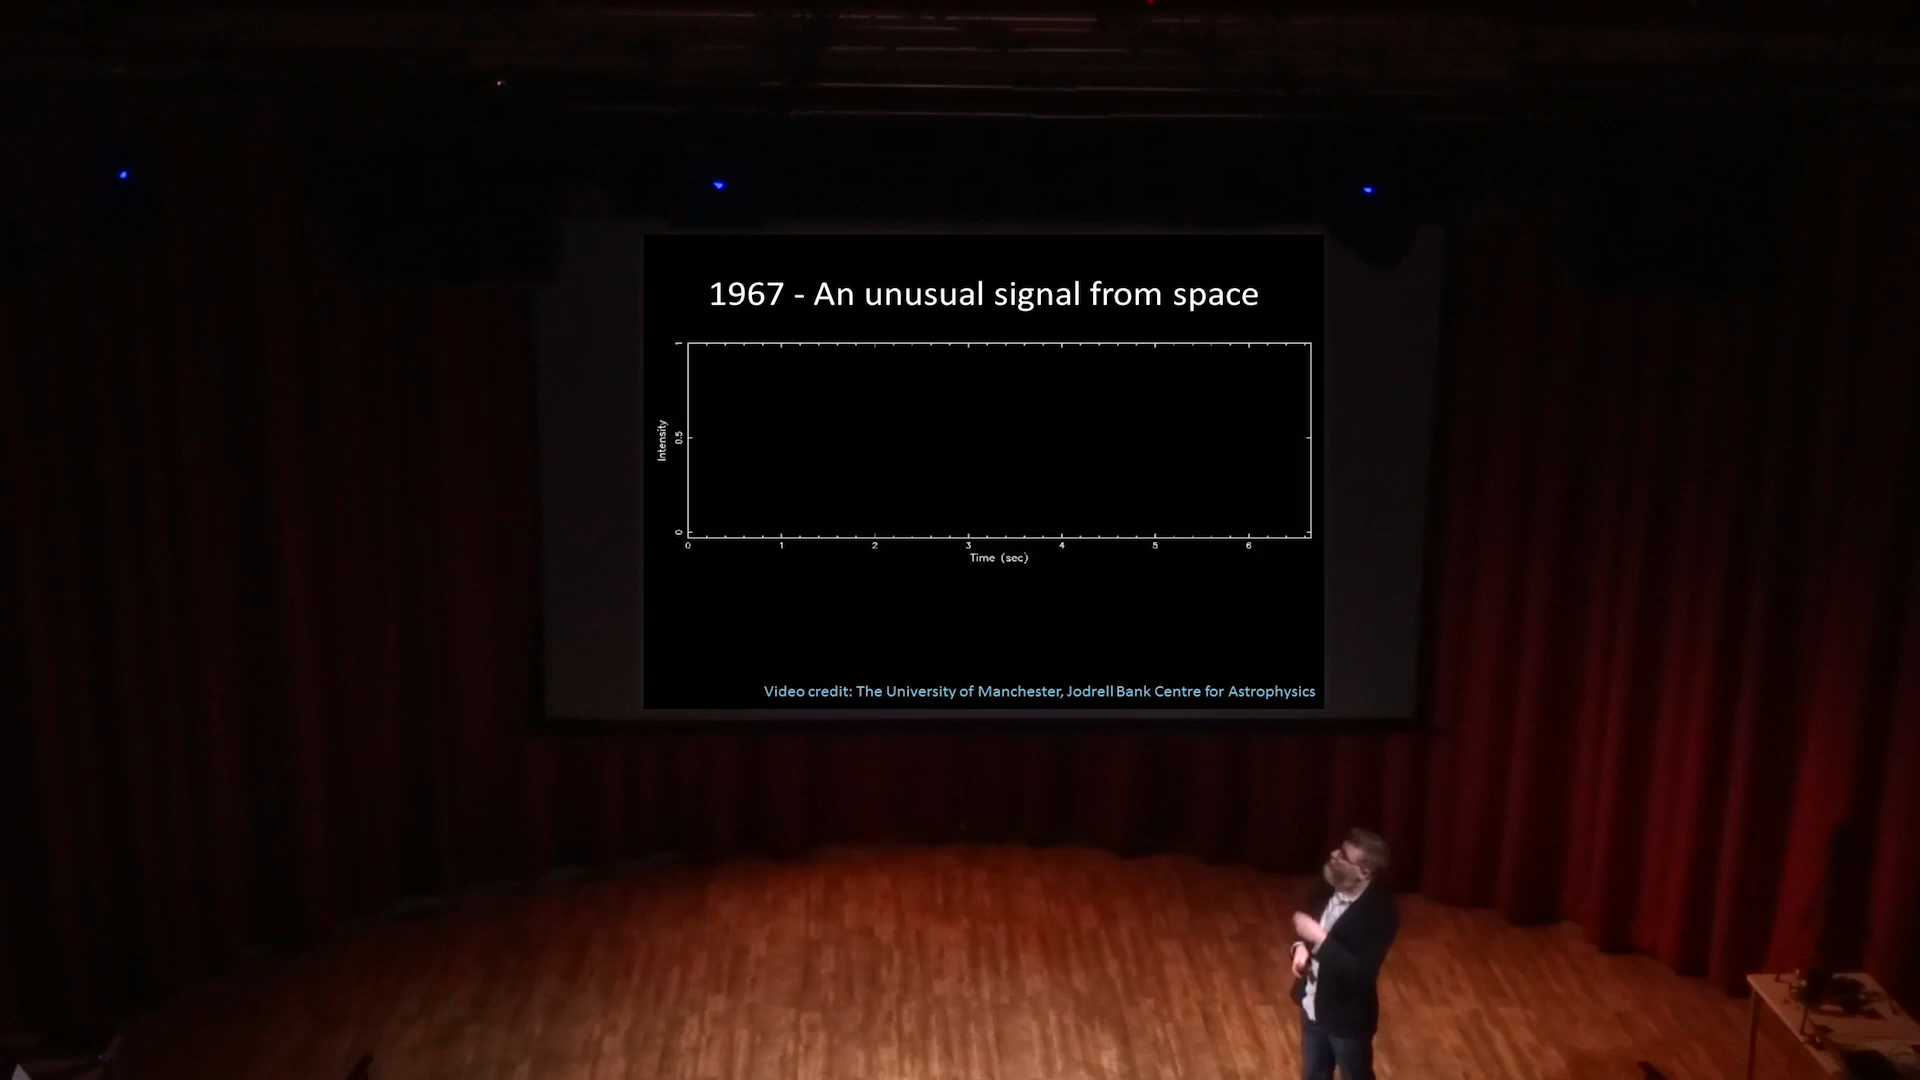 1967 - An unusual signal from space
1
Intensity
0.5
0
0 1 2 3 4 5 6
Time (sec)
Video credit: The University of Manchester, Jodrell Bank Centre for Astrophysics